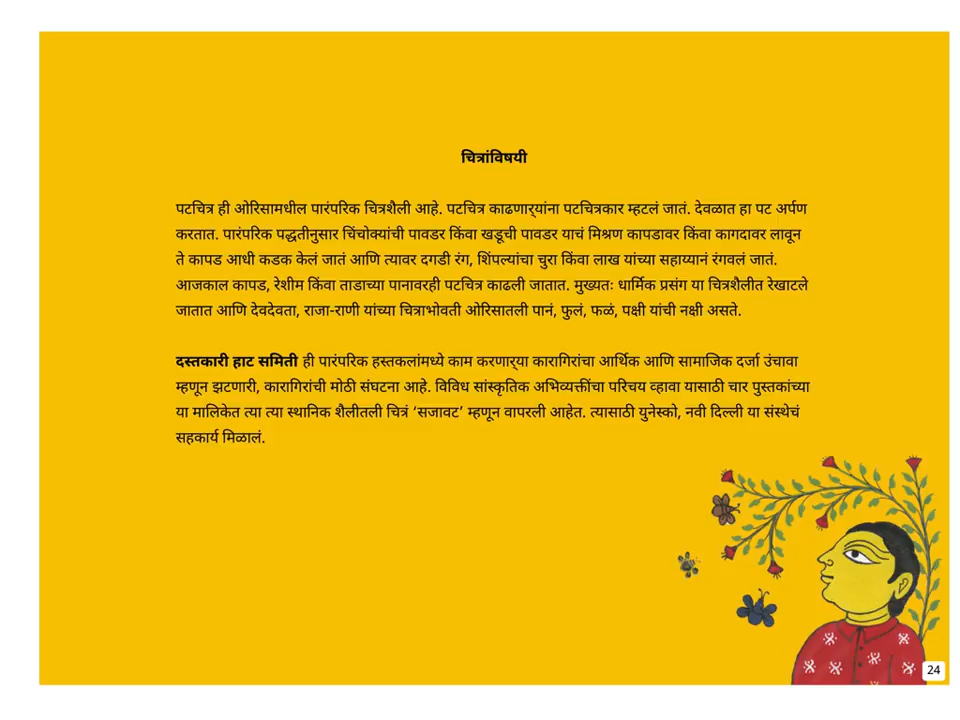 चित्रांविषयी
पटचित्र ही ओरिसामधील पारंपरिक चित्रशैली आहे. पटचित्र काढणाऱ्यांना पटचित्रकार म्हटलं जातं. देवळात हा पट अर्पण
करतात. पारंपरिक पद्धतीनुसार चिंचोक्यांची पावडर किंवा खडूची पावडर याचं मिश्रण कापडावर किंवा कागदावर लावून
ते कापड आधी कडक केलं जातं आणि त्यावर दगडी रंग, शिंपल्यांचा चुरा किंवा लाख यांच्या सहाय्यानं रंगवलं जातं.
आजकाल कापड, रेशीम किंवा ताडाच्या पानावरही पटचित्र काढली जातात. मुख्यतः धार्मिक प्रसंग या चित्रशैलीत रेखाटले
जातात आणि देवदेवता, राजा-राणी यांच्या चित्राभोवती ओरिसातली पानं, फुलं, फळं, पक्षी यांची नक्षी असते.
दस्तकारी हाट समिती ही पारंपरिक हस्तकलांमध्ये काम करणाऱ्या कारागिरांचा आर्थिक आणि सामाजिक दर्जा उंचावा
म्हणून झटणारी, कारागिरांची मोठी संघटना आहे. विविध सांस्कृतिक अभिव्यक्तींचा परिचय व्हावा यासाठी चार पुस्तकांच्या
या मालिकेत त्या त्या स्थानिक शैलीतली चित्रं ‘सजावट’ म्हणून वापरली आहेत. त्यासाठी युनेस्को, नवी दिल्ली या संस्थेचं
सहकार्य मिळालं.
24